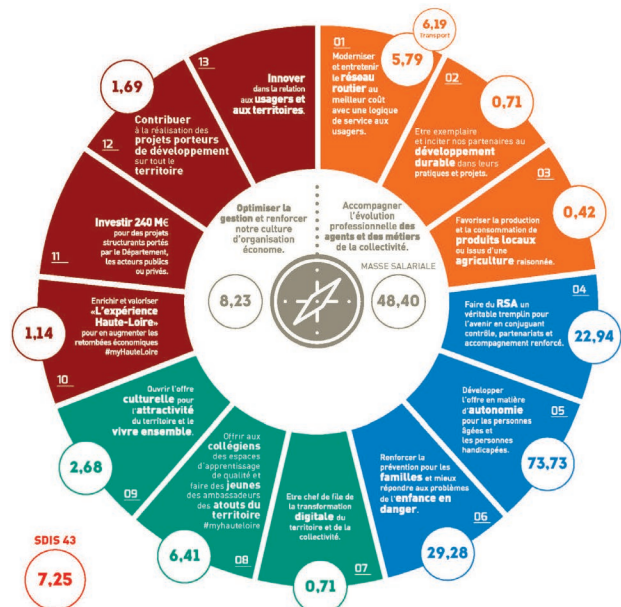 01
Moderniser
et entretenir
le réseau
routier au
meilleur coût
avec une logique
de service aux
usagers.
5,79
6,19
Transport
02
Etre exemplaire
et inciter nos partenaires au
développement
durable dans leurs
pratiques et projets.
0,71
03
Favoriser la production
et la consommation de
produits locaux
ou issus d'une
agriculture raisonnée.
0,42
04
Faire du RSA un
véritable tremplin pour
l'avenir en conjuguant
contrôle, partenariats et
accompagnement renforcé.
22,94
05
Développer
l'offre en matière
d'autonomie
pour les personnes
âgées et
les personnes
handicapées.
73,73
06
Renforcer la
prévention pour les
familles et mieux
répondre aux problèmes
de l'enfance en
danger.
29,28
07
Etre chef de file de
la transformation
digitale du
territoire et de la
collectivité.
0,71
08
Offrir aux
collégiens
des espaces
d'apprentissage
de qualité et
faire des jeunes
des ambassadeurs
des atouts du
territoire
#myhauteloire
6,41
09
Ouvrir l'offre
culturelle pour
l'attractivité
du territoire et le
vivre ensemble.
2,68
10
Enrichir et valoriser
«L'expérience
Haute-Loire»
pour en augmenter les
retombées économiques
#myHauteLoire
1,14
11
Investir 240 M€
pour des projets
structurants portés
par le Département,
les acteurs publics
ou privés.
12
Contribuer
à la réalisation des
projets porteurs
de développement
sur tout le
territoire
1,69
13
Innover
dans la relation
aux usagers et
aux territoires.
Optimiser la
gestion et renforcer
notre culture
d'organisation
économe.
8,23
Accompagner
l'évolution
professionnelle des
agents et des métiers
de la collectivité.
MASSE SALARIALE
48,40
SDIS 43
7,25